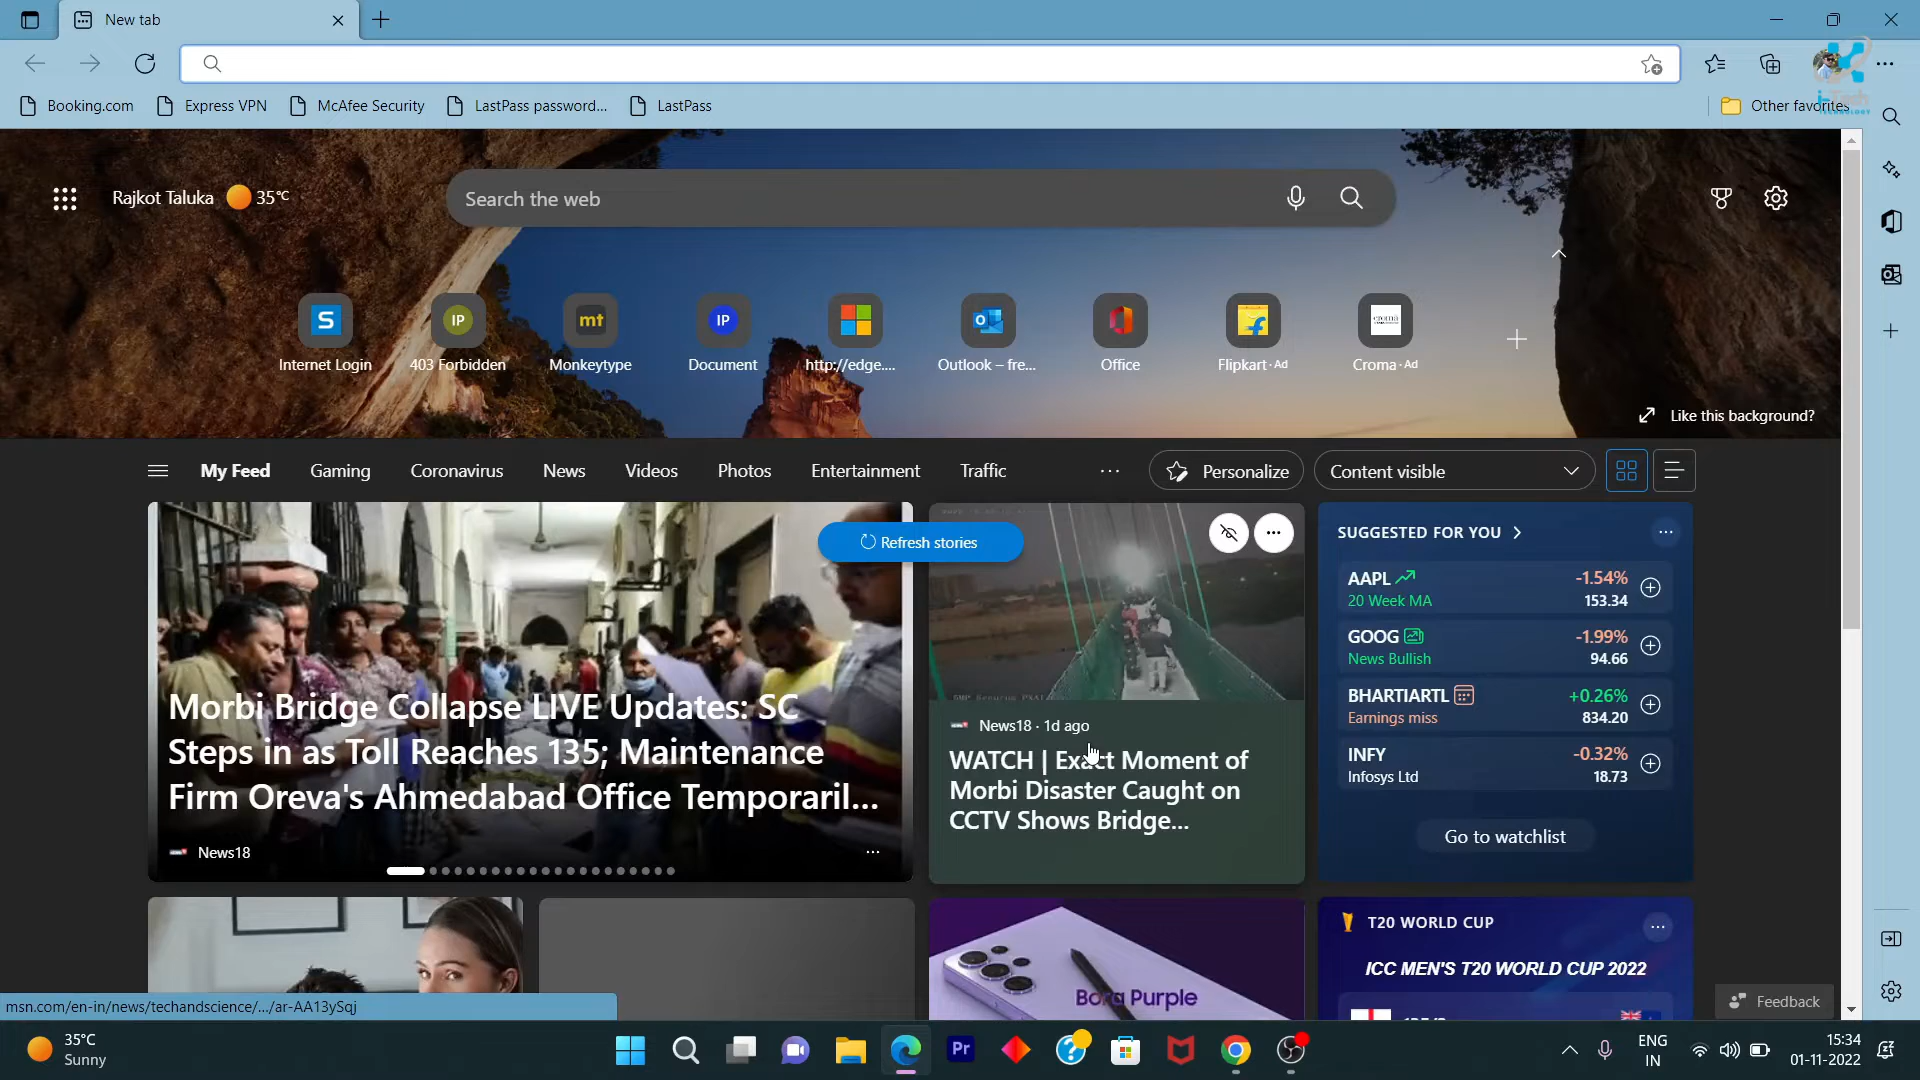 New tab
Booking.com
Express VPN
McAfee Security
LastPass password...
LastPass
Other favorites
i-Tech
Rajkot Taluka 35°C
Search the web
S
IP
mt
IP
croma
Internet Login
403 Forbidden
Monkeytype
Document
http://edge....
Outlook – fre...
Office
Flipkart · Ad
Croma · Ad
Like this background?
My Feed
Gaming
Coronavirus
News
Videos
Photos
Entertainment
Traffic
Personalize
Content visible
Refresh stories
Morbi Bridge Collapse LIVE Updates: SC
Steps in as Toll Reaches 135; Maintenance
Firm Oreva's Ahmedabad Office Temporaril...
News18
News18 · 1d ago
WATCH | Exact Moment of
Morbi Disaster Caught on
CCTV Shows Bridge...
SUGGESTED FOR YOU
AAPL -1.54%
20 Week MA 153.34
GOOG -1.99%
News Bullish 94.66
BHARTIARTL +0.26%
Earnings miss 834.20
INFY -0.32%
Infosys Ltd 18.73
Go to watchlist
Bora Purple
T20 WORLD CUP
ICC MEN'S T20 WORLD CUP 2022
Feedback
msn.com/en-in/news/techandscience/.../ar-AA13ySqj
35°C
Sunny
Pr
ENG
IN
15:34
01-11-2022